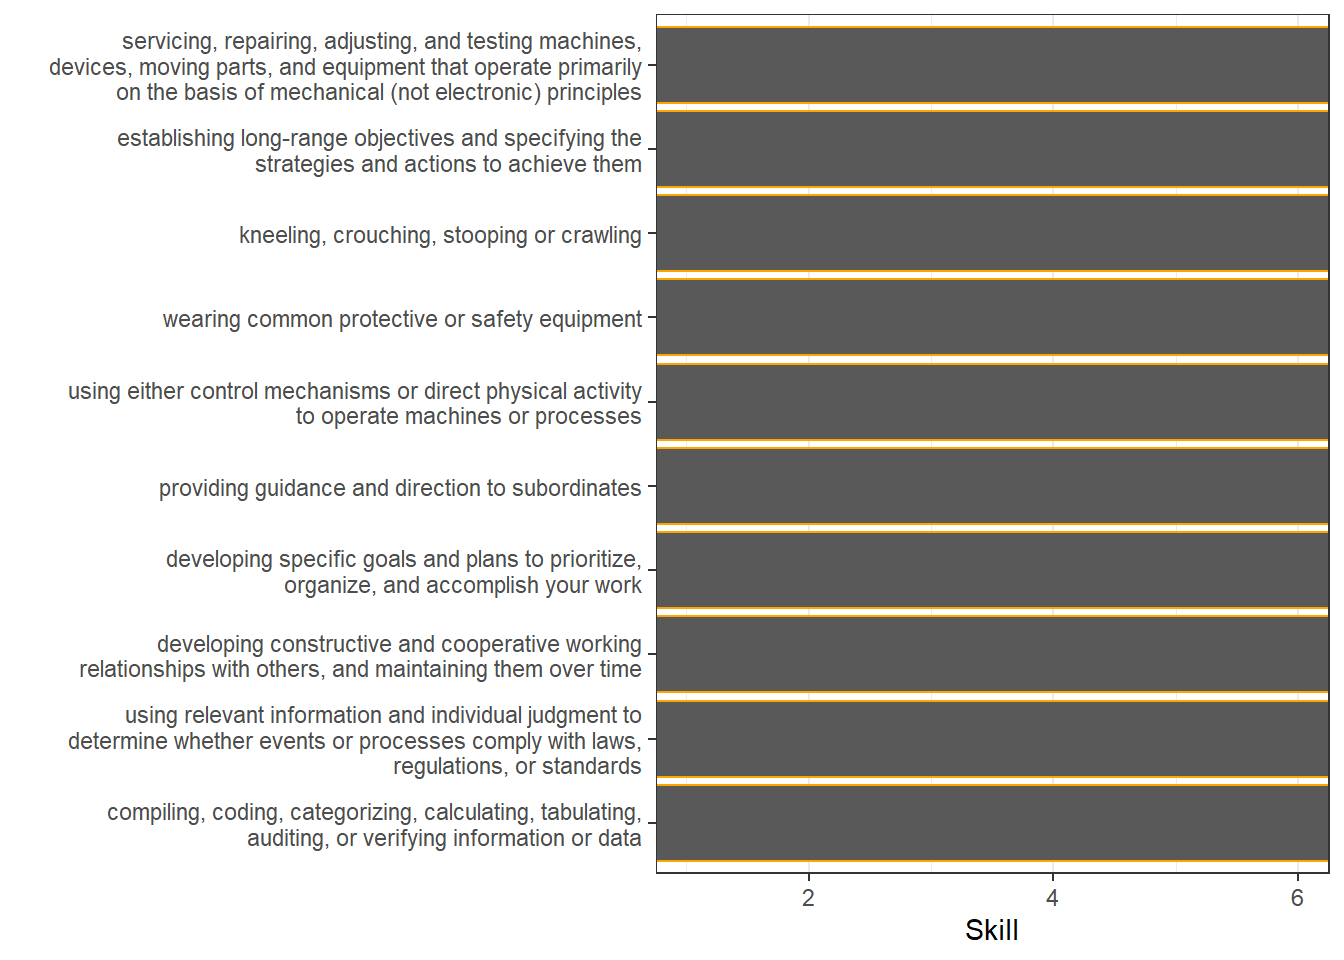 servicing, repairing, adjusting, and testing machines,
devices, moving parts, and equipment that operate primarily
on the basis of mechanical (not electronic) principles
establishing long-range objectives and specifying the
strategies and actions to achieve them
kneeling, crouching, stooping or crawling
wearing common protective or safety equipment
using either control mechanisms or direct physical activity
to operate machines or processes
providing guidance and direction to subordinates
developing specific goals and plans to prioritize,
organize, and accomplish your work
developing constructive and cooperative working
relationships with others, and maintaining them over time
using relevant information and individual judgment to
determine whether events or processes comply with laws,
regulations, or standards
compiling, coding, categorizing, calculating, tabulating,
auditing, or verifying information or data
2 4 6
Skill